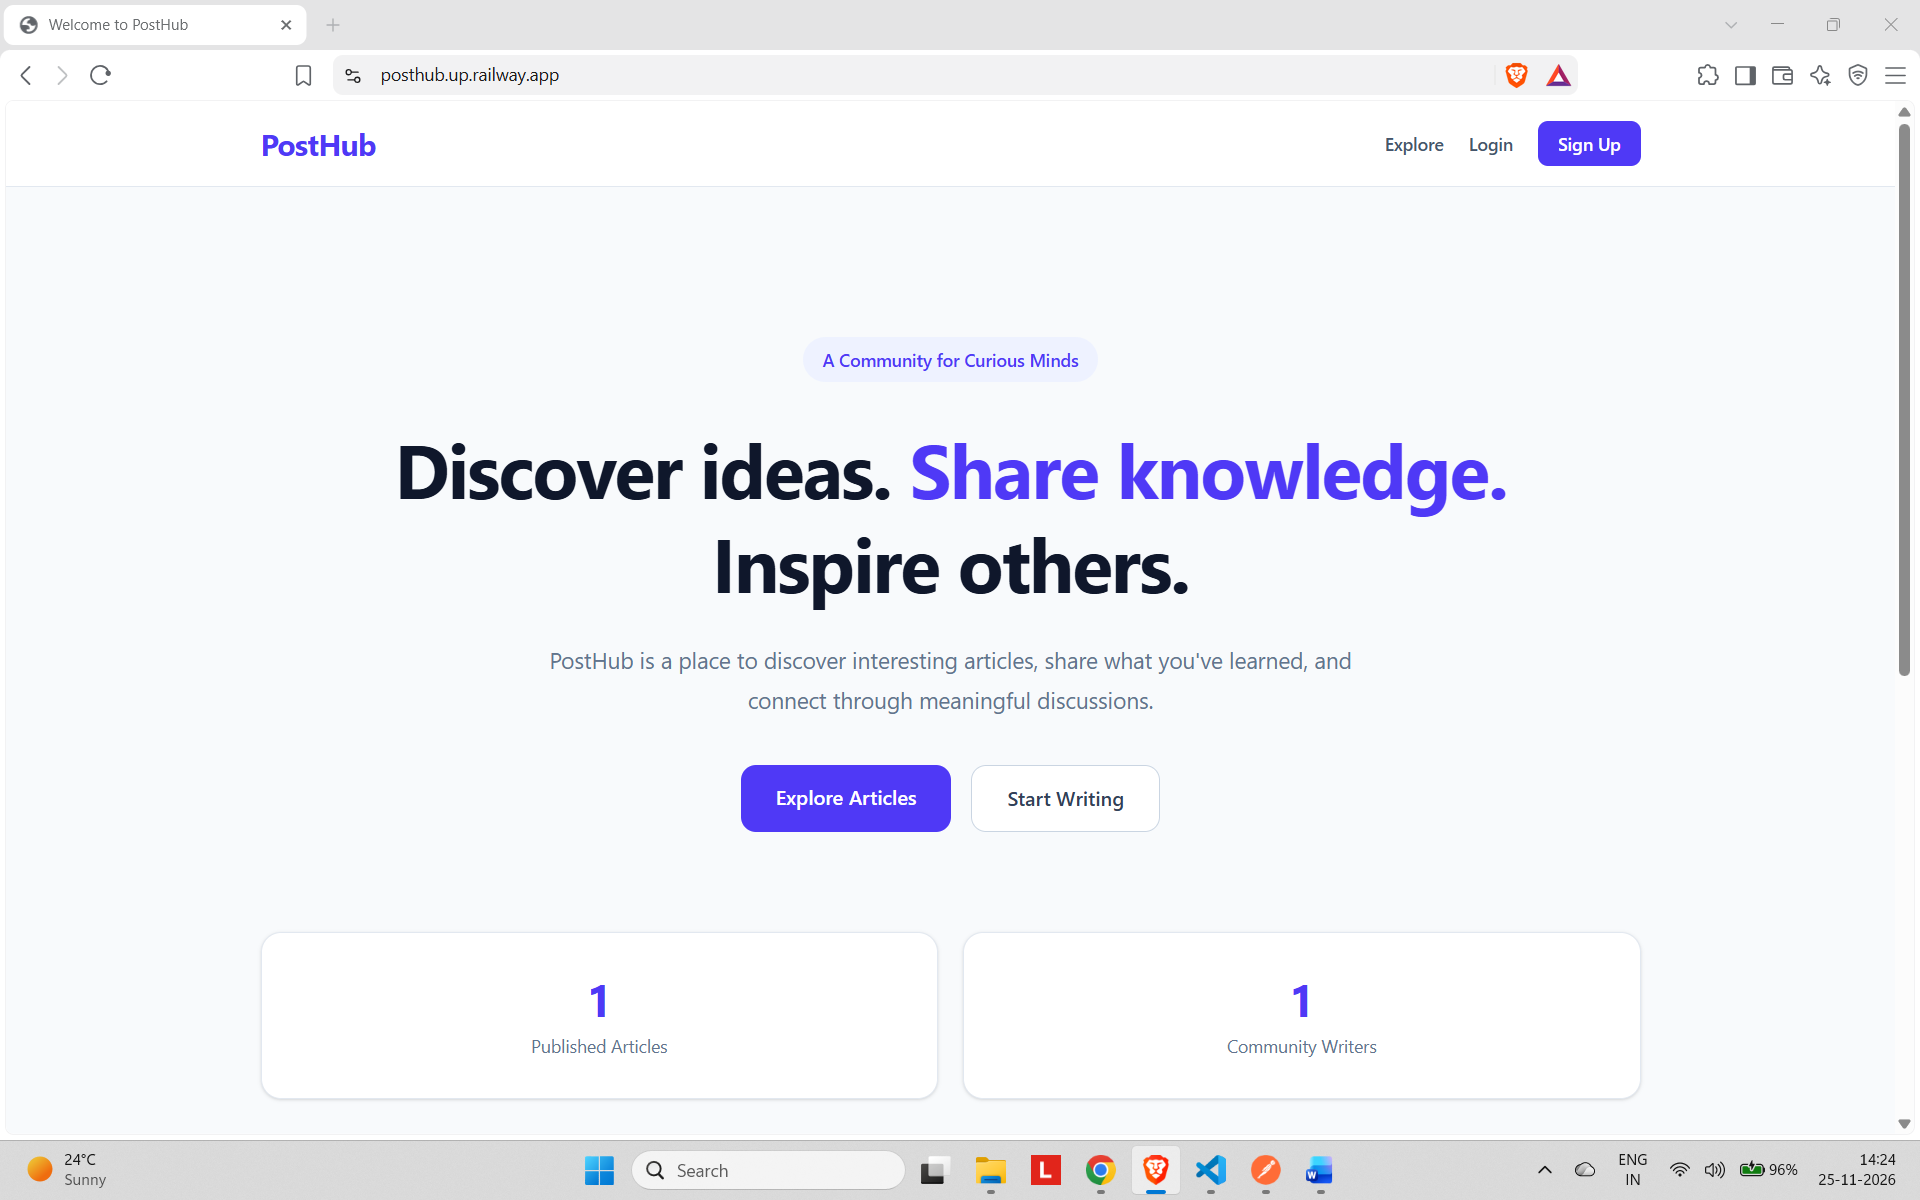 Welcome to PostHub
posthub.up.railway.app
PostHub
Explore
Login
Sign Up
A Community for Curious Minds
Discover ideas. Share knowledge.
Inspire others.
PostHub is a place to discover interesting articles, share what you've learned, and
connect through meaningful discussions.
Explore Articles
Start Writing
1
Published Articles
1
Community Writers
24°C
Sunny
Search
L
W
ENG
IN
96%
14:24
25-11-2026